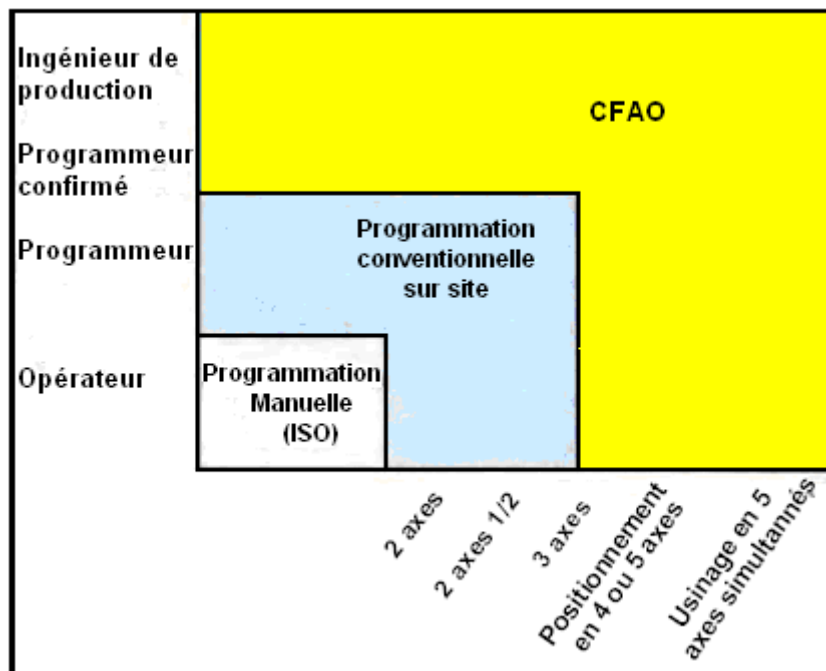 Ingénieur de
production
CFAO
Programmeur
confirmé
Programmeur
Programmation
conventionnelle
sur site
Opérateur
Programmation
Manuelle
(ISO)
2 axes
2 axes 1/2
3 axes
Positionnement
en 4 ou 5 axes
Usinage en 5
axes simultannés